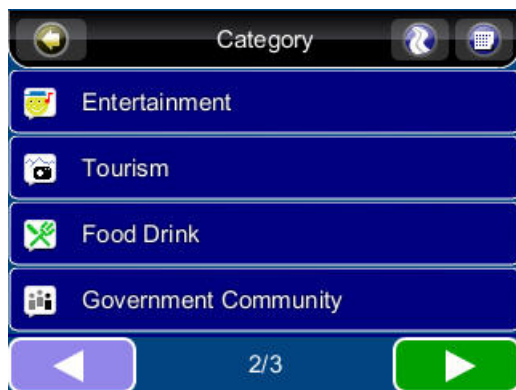 Category
Entertainment
Tourism
Food Drink
Government Community
2/3